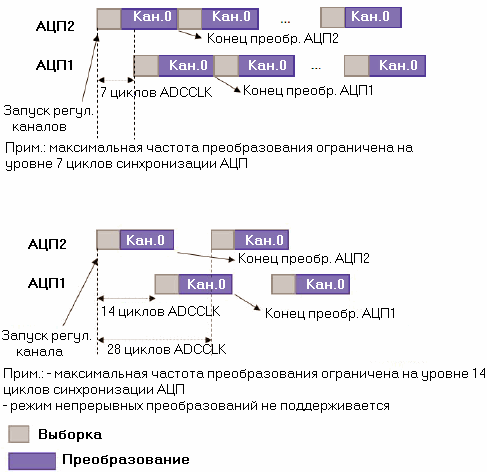 АЦП2 Кан.0 Кан.0 ... Кан.0
Конец преобр. АЦП2
АЦП1 Кан.0 Кан.0 ... Кан.0
7 циклов ADCCLK
Конец преобр. АЦП1
Запуск регул.
каналов
Прим.: максимальная частота преобразования ограничена на
уровне 7 циклов синхронизации АЦП
АЦП2 Кан.0 Кан.0
Конец преобр. АЦП2
АЦП1 Кан.0 Кан.0
14 циклов ADCCLK
Конец преобр. АЦП1
Запуск регул.
канала
28 циклов ADCCLK
Прим.: - максимальная частота преобразования ограничена на уровне 14
циклов синхронизации АЦП
- режим непрерывных преобразований не поддерживается
Выборка
Преобразование